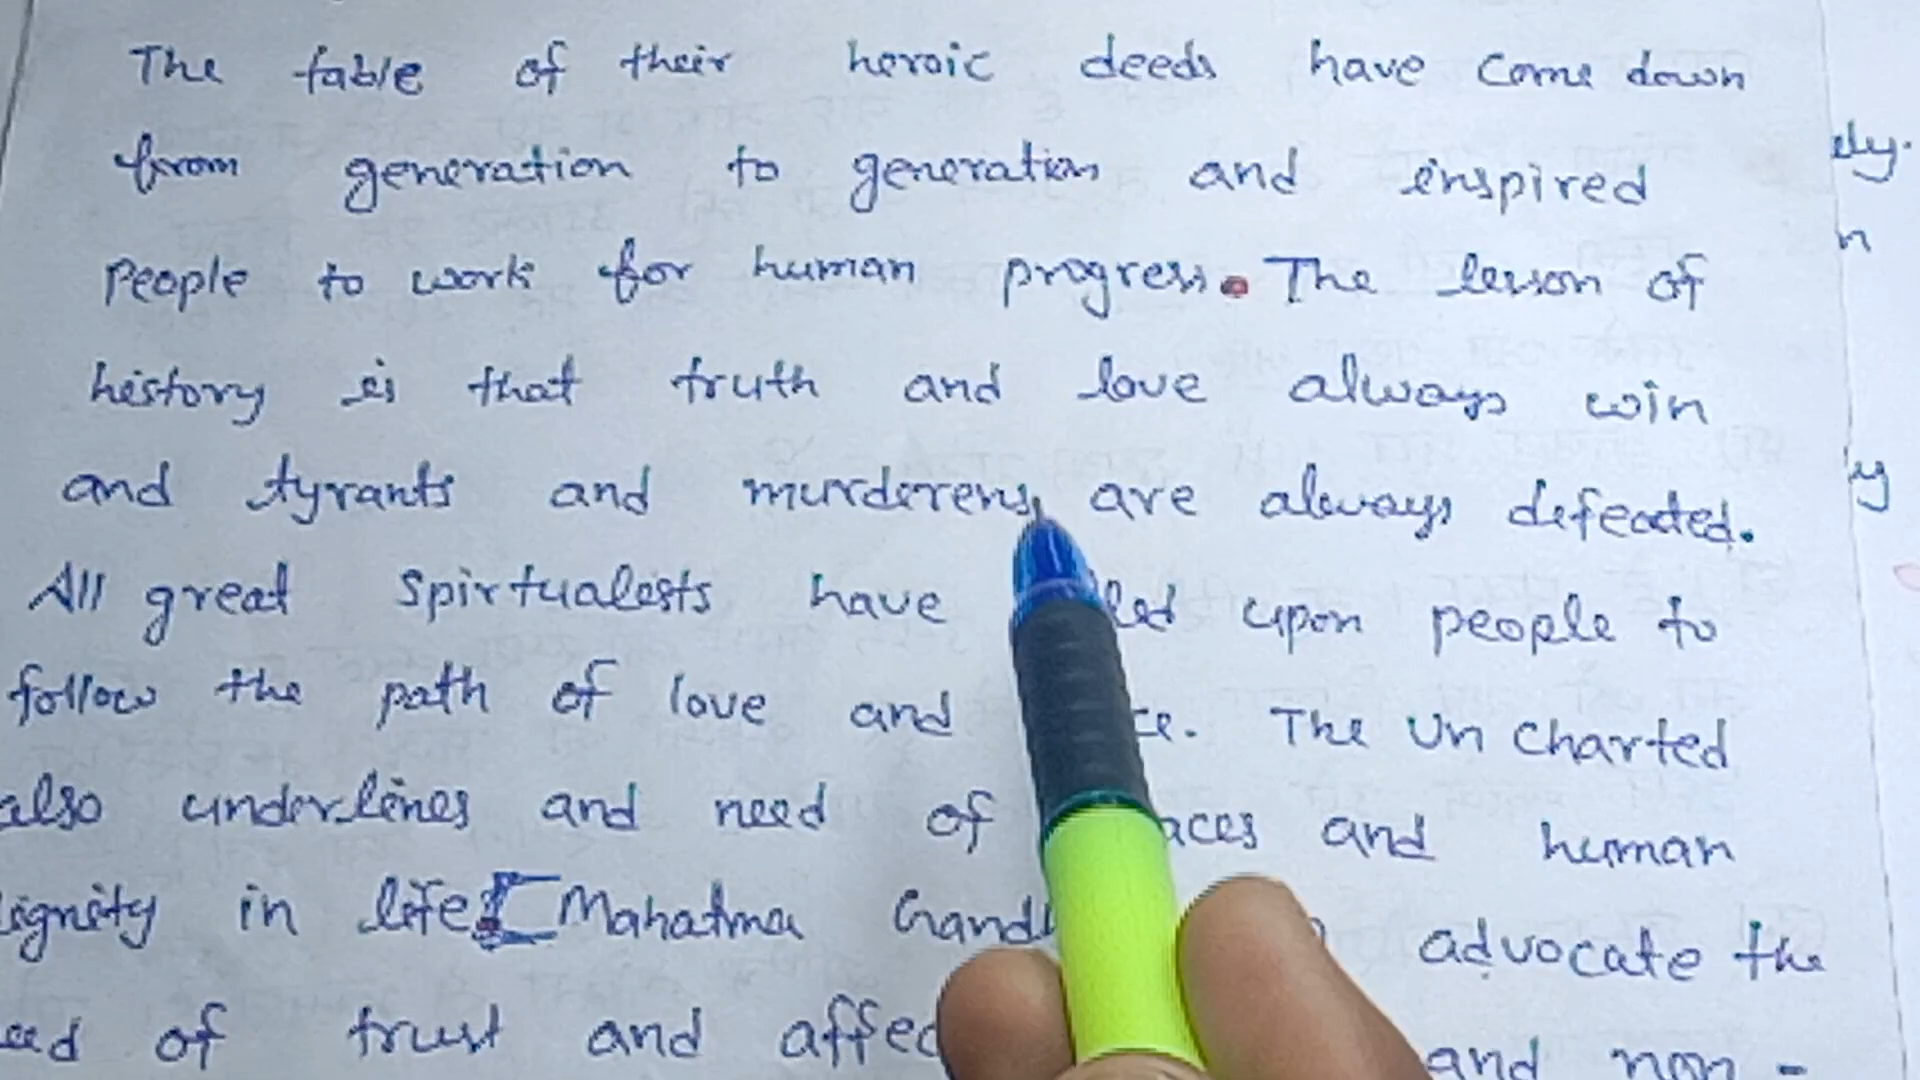 The fable of their heroic deeds have come down
from generation to generation and inspired
People to work for human progress. The lesson of
history is that truth and love always win
and tyrants and murderers are always defeated.
All great Spirtualists have upon people to
follow the path of love and The Un Charted
also underlines and need of and human
in life. [Mahatma advocate the
of trust and and non-